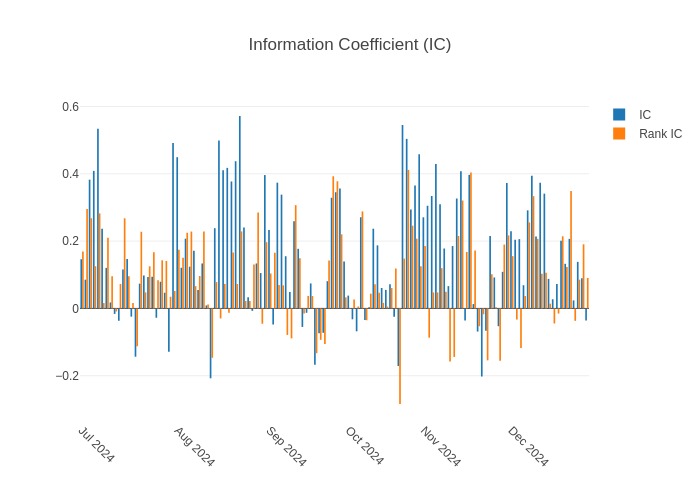 Information Coefficient (IC)
0.6
0.4
0.2
0
−0.2
Jul 2024
Aug 2024
Sep 2024
Oct 2024
Nov 2024
Dec 2024
IC
Rank IC